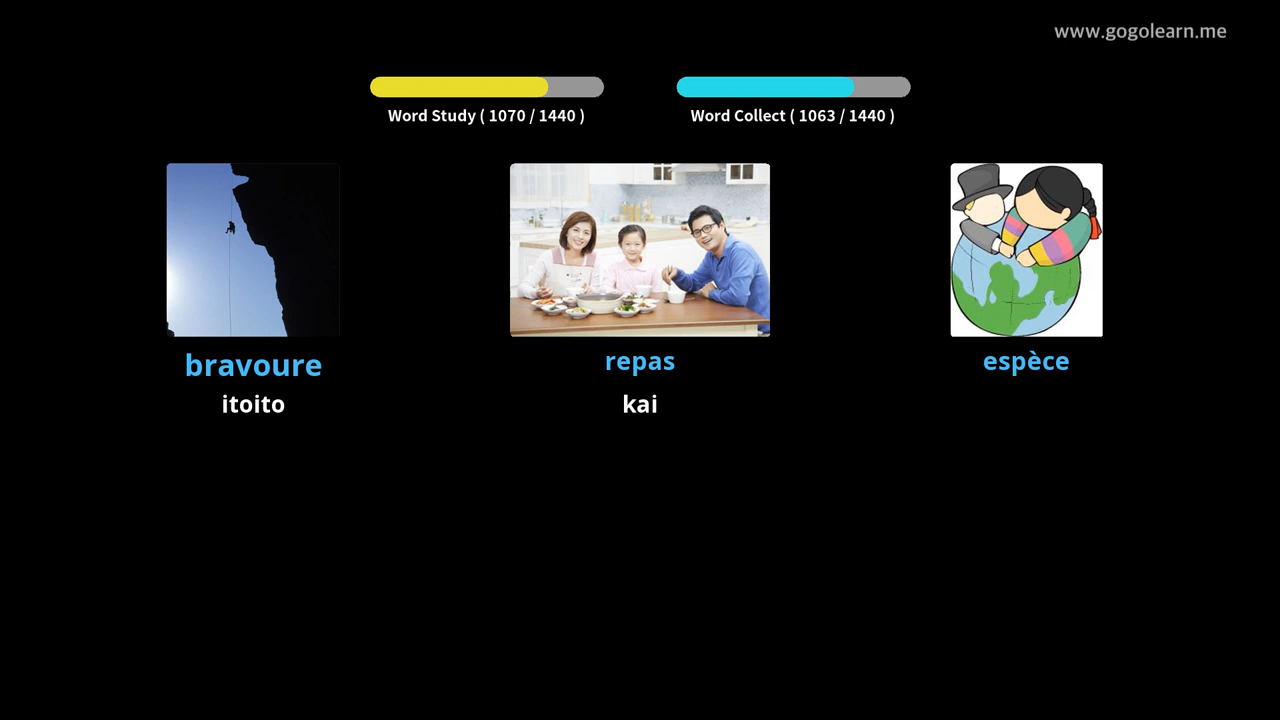 www.gogolearn.me
Word Study ( 1070 / 1440 )
Word Collect ( 1063 / 1440 )
bravoure
repas
espèce
itoito
kai